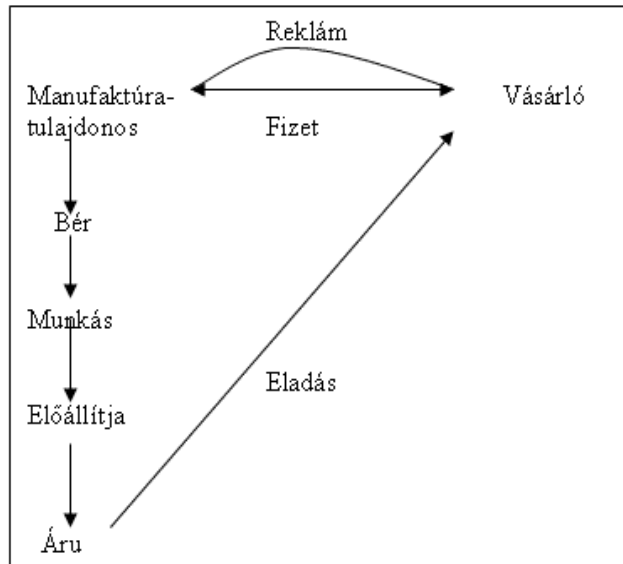 Reklám
Manufaktúra-
tulajdonos
Vásárló
Fizet
Bér
Munkás
Eladás
Előállítja
Áru